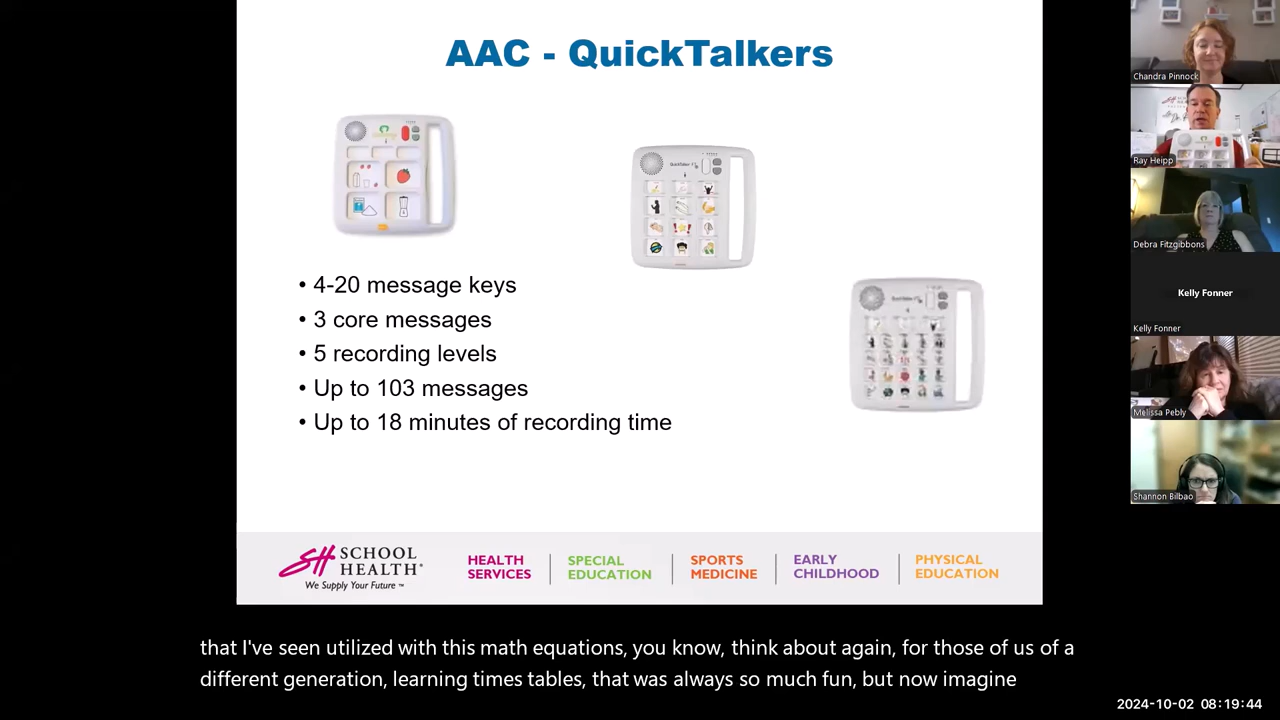 AAC - QuickTalkers
• 4-20 message keys
• 3 core messages
• 5 recording levels
• Up to 103 messages
• Up to 18 minutes of recording time
SH SCHOOL HEALTH®
We Supply Your Future ™
HEALTH SERVICES
SPECIAL EDUCATION
SPORTS MEDICINE
EARLY CHILDHOOD
PHYSICAL EDUCATION
Chandra Pinnock
Ray Heipp
Debra Fitzgibbons
Kelly Fonner
Kelly Fonner
Melissa Pebly
Shannon Bilbao
that I've seen utilized with this math equations, you know, think about again, for those of us of a
different generation, learning times tables, that was always so much fun, but now imagine
2024-10-02 08:19:44